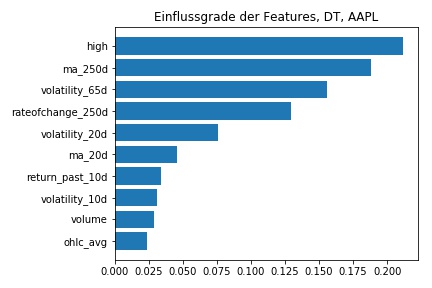 Einflussgrade der Features, DT, AAPL
high
ma_250d
volatility_65d
rateofchange_250d
volatility_20d
ma_20d
return_past_10d
volatility_10d
volume
ohlc_avg
0.000 0.025 0.050 0.075 0.100 0.125 0.150 0.175 0.200